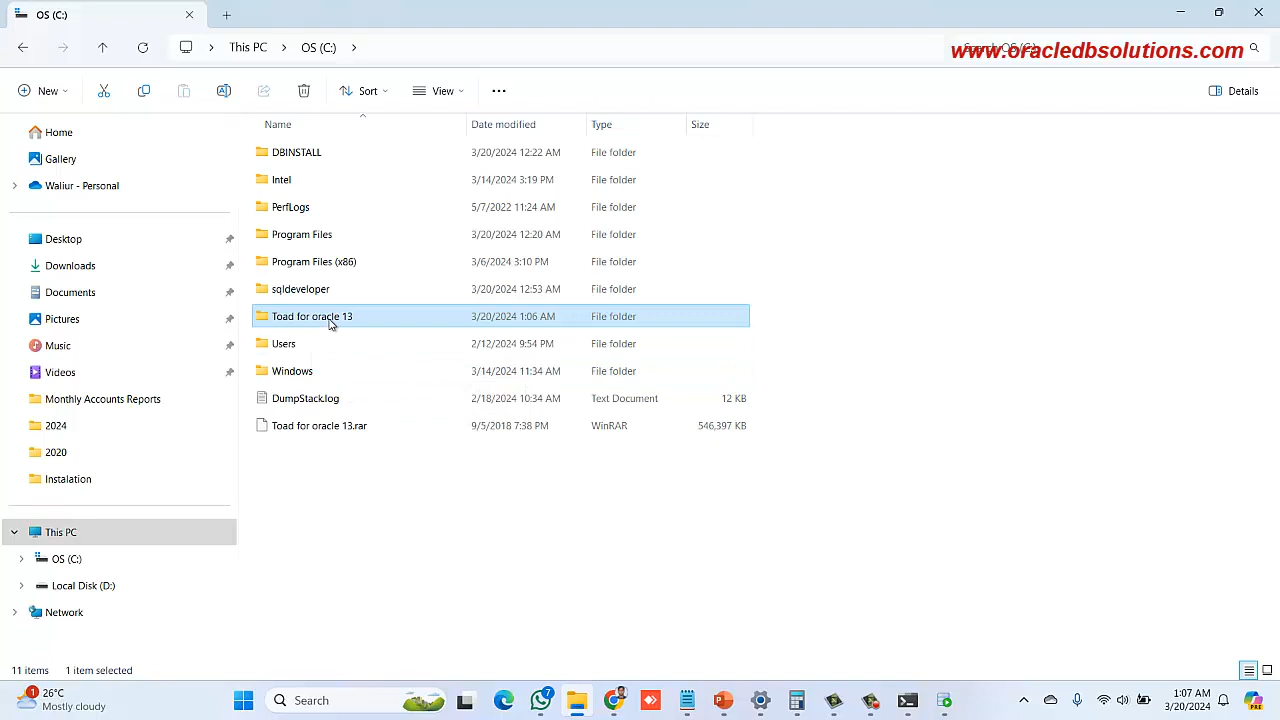 OS (C:)
This PC > OS (C:) >
www.oracledbsolutions.com
New
Sort
View
Details
Name Date modified Type Size
Home
Gallery
Waliur - Personal
Desktop
Downloads
Documents
Pictures
Music
Videos
Monthly Accounts Reports
2024
2020
Instalation
This PC
OS (C:)
Local Disk (D:)
Network
DBINSTALL 3/20/2024 12:22 AM File folder
Intel 3/14/2024 3:19 PM File folder
PerfLogs 5/7/2022 11:24 AM File folder
Program Files 3/20/2024 12:20 AM File folder
Program Files (x86) 3/6/2024 3:10 PM File folder
sqldeveloper 3/20/2024 12:53 AM File folder
Toad for oracle 13 3/20/2024 1:06 AM File folder
Users 2/12/2024 9:54 PM File folder
Windows 3/14/2024 11:34 AM File folder
DumpStack.log 2/18/2024 10:34 AM Text Document 12 KB
Toad for oracle 13.rar 9/5/2018 7:38 PM WinRAR 546,397 KB
11 items 1 item selected
1
26°C
Mostly cloudy
Search
7
1:07 AM
3/20/2024
PRE